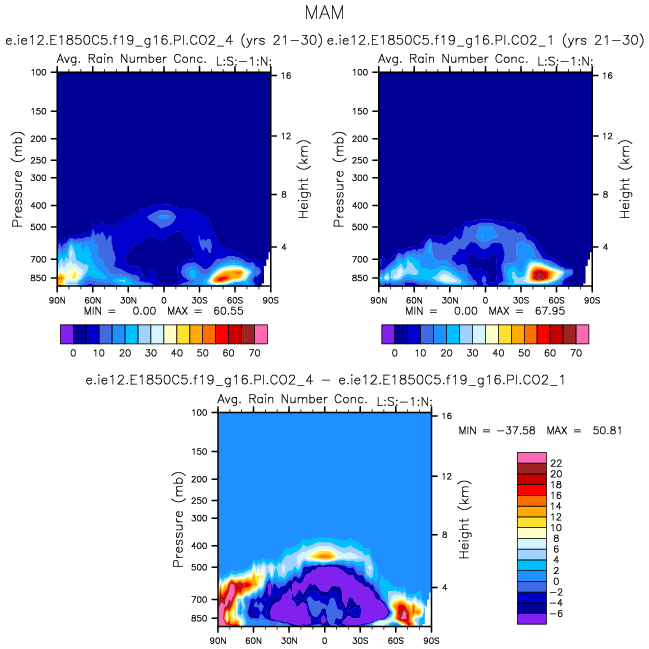 MAM
e.ie12.E1850C5.f19_g16.PI.CO2_4 (yrs 21−30) e.ie12.E1850C5.f19_g16.PI.CO2_1 (yrs 21−30)
Avg. Rain Number Conc. L:S:−1:N:
100
150
200
250
300
400
500
700
850
Pressure (mb)
16
12
8
4
Height (km)
90N 60N 30N 0 30S 60S 90S
MIN = 0.00 MAX = 60.55
0 10 20 30 40 50 60 70
Avg. Rain Number Conc. L:S:−1:N:
100
150
200
250
300
400
500
700
850
Pressure (mb)
16
12
8
4
Height (km)
90N 60N 30N 0 30S 60S 90S
MIN = 0.00 MAX = 67.95
0 10 20 30 40 50 60 70
e.ie12.E1850C5.f19_g16.PI.CO2_4 − e.ie12.E1850C5.f19_g16.PI.CO2_1
Avg. Rain Number Conc. L:S:−1:N:
100
150
200
250
300
400
500
700
850
Pressure (mb)
16
12
8
4
Height (km)
90N 60N 30N 0 30S 60S 90S
MIN = −37.58 MAX = 50.81
22
20
18
16
14
12
10
8
6
4
2
0
−2
−4
−6